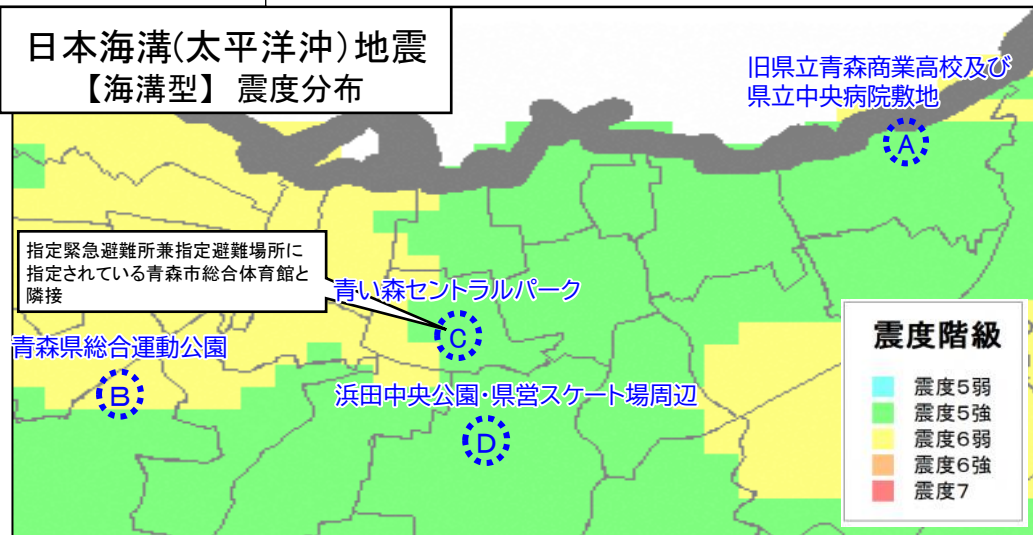 日本海溝(太平洋沖)地震
【海溝型】 震度分布
旧県立青森商業高校及び
県立中央病院敷地
A
指定緊急避難所兼指定避難場所に
指定されている青森市総合体育館と
隣接
青い森セントラルパーク
C
青森県総合運動公園
B
浜田中央公園・県営スケート場周辺
D
震度階級
震度5弱
震度5強
震度6弱
震度6強
震度7